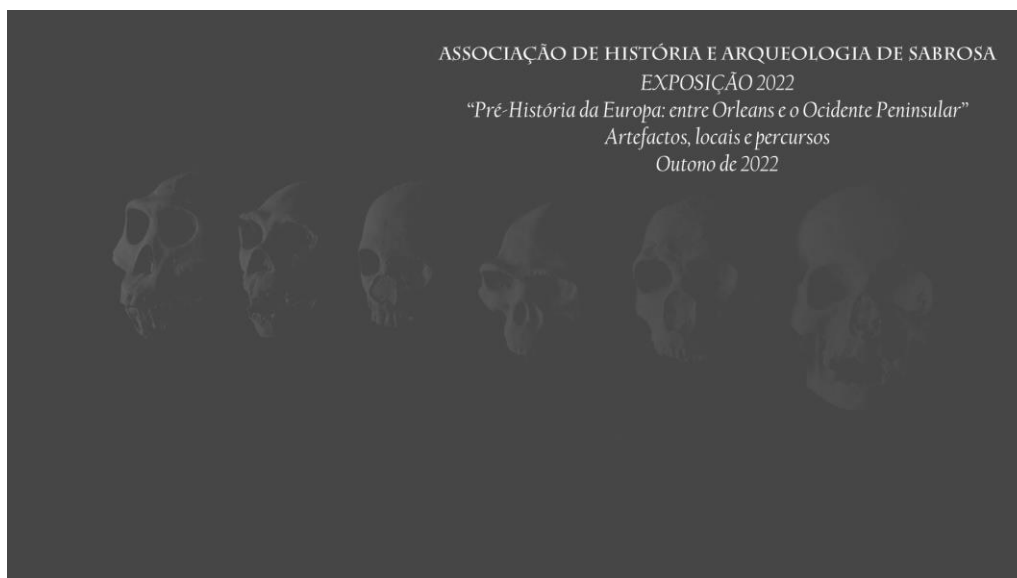 ASSOCIAÇÃO DE HISTÓRIA E ARQUEOLOGIA DE SABROSA
EXPOSIÇÃO 2022
“Pré-História da Europa: entre Orleans e o Ocidente Peninsular”
Artefactos, locais e percursos
Outono de 2022